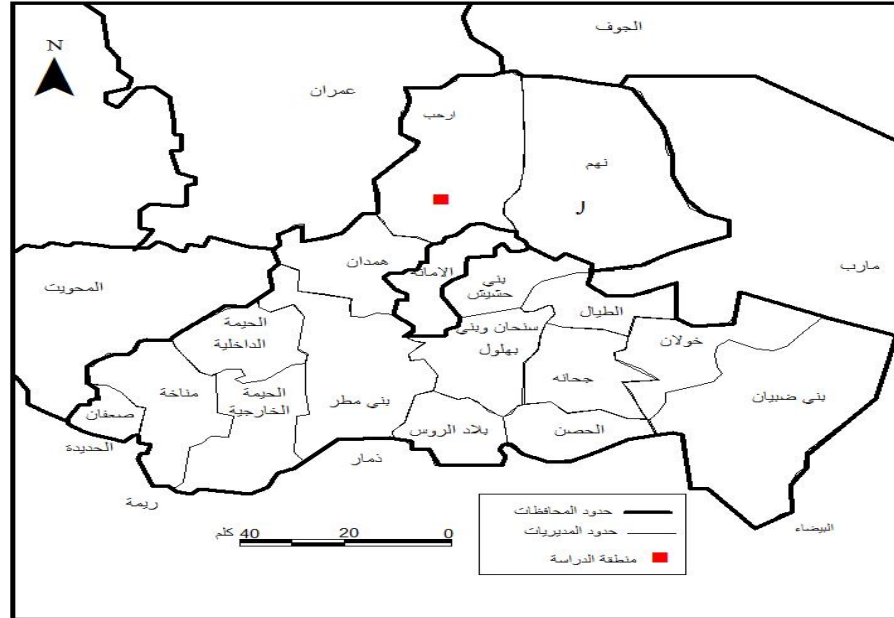 الجوف
N
عمران
ارحب
نهم
J
مارب
همدان
الامانة
بني
حشيش
المحويت
الطيال
الحيمة
الداخلية
سنحان وبني
بهلول
خولان
جحانه
مناخة
الحيمة
الخارجية
بني مطر
بني ضبيان
صعفان
بلاد الروس
الحصن
الحديدة
ذمار
ريمة
البيضاء
حدود المحافظات
حدود المديريات
منطقة الدراسة
كلم 40 20 0